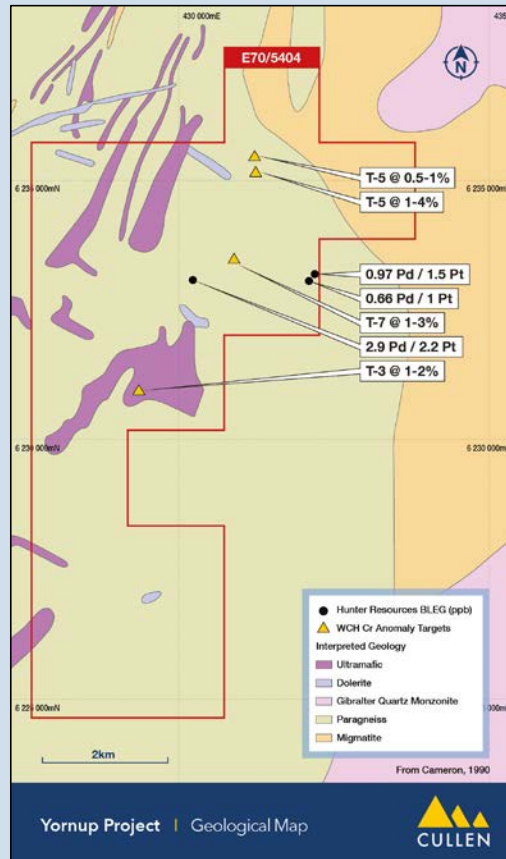 430 000mE
435
E70/5404
N
T-5 @ 0.5-1%
6 235 000mN
6 235 000mN
T-5 @ 1-4%
0.97 Pd / 1.5 Pt
0.66 Pd / 1 Pt
T-7 @ 1-3%
2.9 Pd / 2.2 Pt
T-3 @ 1-2%
6 230 000mN
6 230 000mN
Hunter Resources BLEG (ppb)
WCH Cr Anomaly Targets
Interpreted Geology
Ultramafic
Dolerite
Gibralter Quartz Monzonite
Paragneiss
Migmatite
6 225 000mN
000mN
2km
From Cameron, 1990
Yornup Project | Geological Map
CULLEN